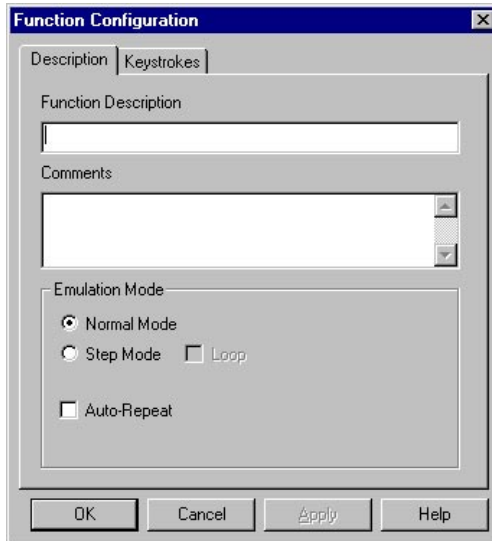 Function Configuration
Description Keystrokes
Function Description
Comments
Emulation Mode
Normal Mode
Step Mode Loop
Auto-Repeat
OK Cancel Apply Help